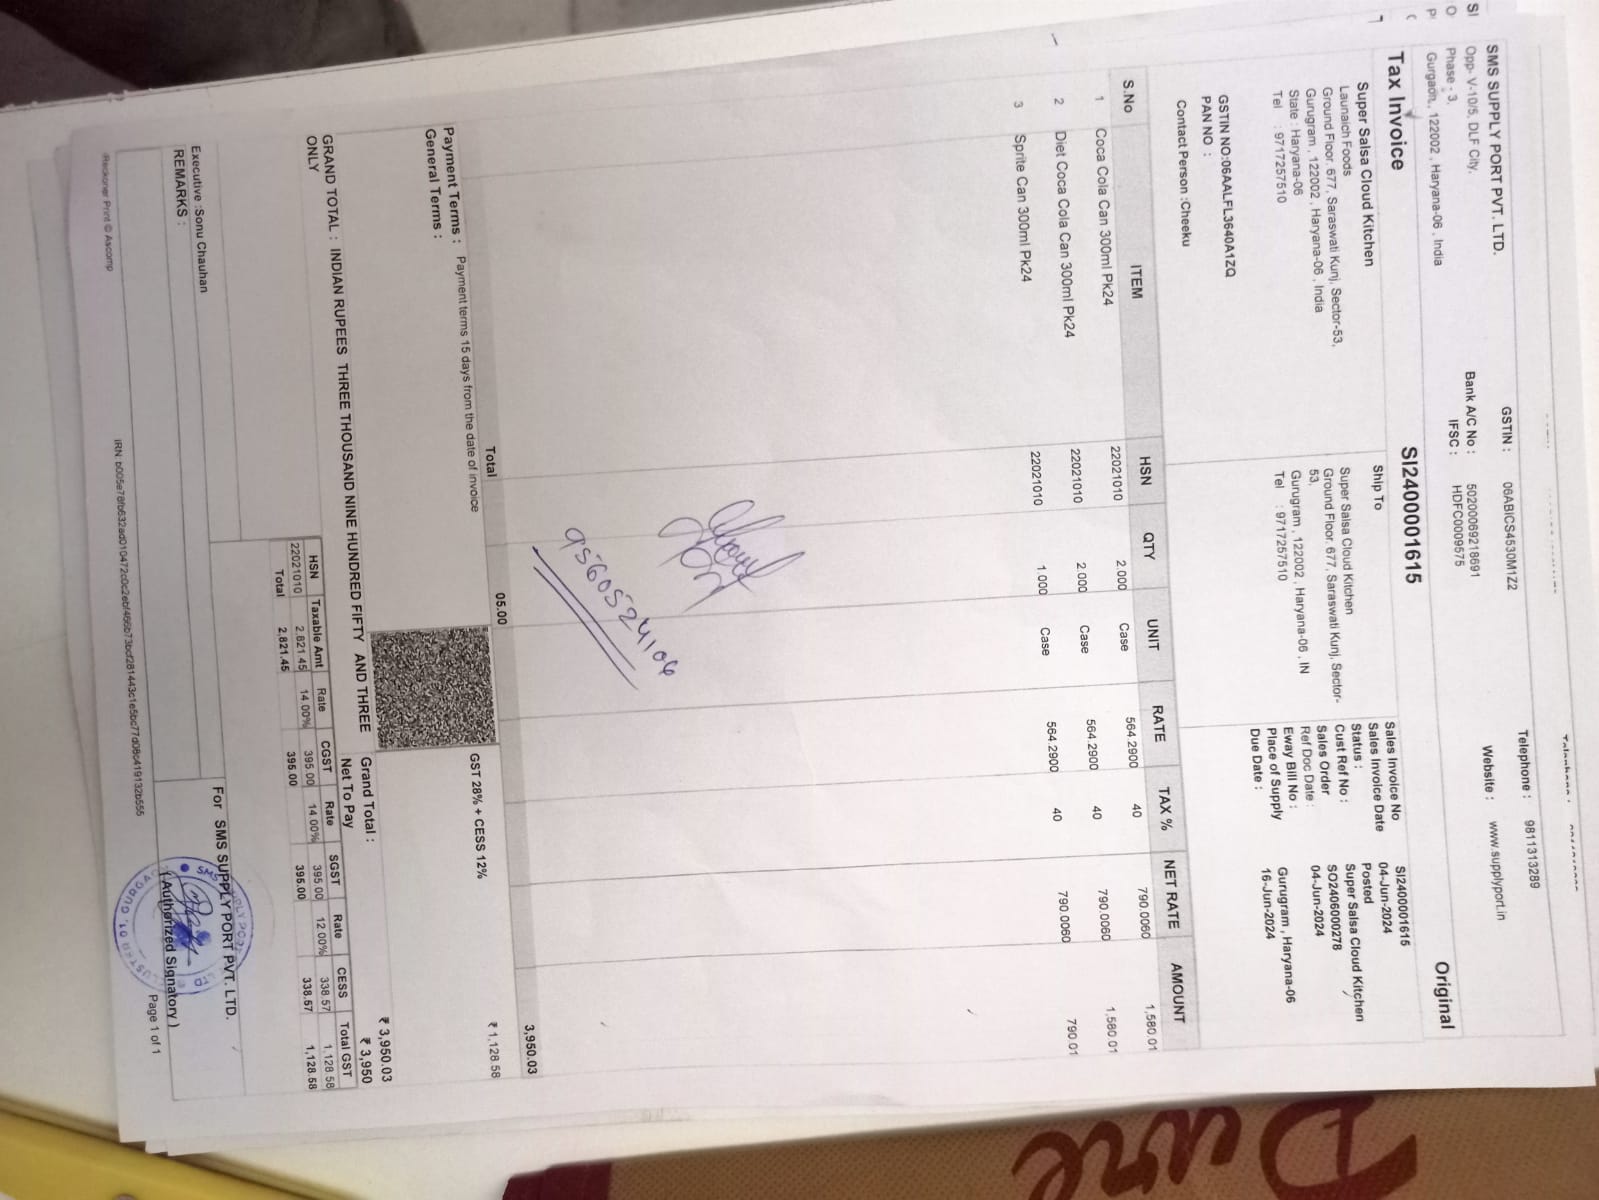 SMS SUPPLY PORT PVT. LTD.
Opp- V-10/5, DLF City,
Phase - 3,
Gurgaon,, 122002 , Haryana-06 , India
GSTIN : 06ABICS4530M1Z2
Bank A/C No : 50200069218691
IFSC : HDFC0009575
Telephone : 9811313289
Website : www.supplyport.in
Tax Invoice
SI2400001615
Original
Super Salsa Cloud Kitchen
Launaich Foods
Ground Floor, 677, Saraswati Kunj, Sector-53,
Gurugram , 122002 , Haryana-06 , India
State : Haryana-06
Tel : 9717257510
GSTIN NO:06AALFL3640A1ZQ
PAN NO :
Contact Person :Cheeku
Ship To
Super Salsa Cloud Kitchen
Ground Floor, 677, Saraswati Kunj, Sector-
53,
Gurugram , 122002 , Haryana-06 , IN
Tel : 9717257510
Sales Invoice No SI2400001615
Sales Invoice Date 04-Jun-2024
Status : Posted
Cust Ref No : Super Salsa Cloud Kitchen
Sales Order SO2406000278
Ref Doc Date : 04-Jun-2024
Eway Bill No :
Place of Supply Gurugram , Haryana-06
Due Date : 16-Jun-2024
S.No ITEM HSN QTY UNIT RATE TAX % NET RATE AMOUNT
1 Coca Cola Can 300ml Pk24 22021010 2.000 Case 564.2900 40 790.0060 1,580.01
2 Diet Coca Cola Can 300ml Pk24 22021010 2.000 Case 564.2900 40 790.0060 1,580.01
3 Sprite Can 300ml Pk24 22021010 1.000 Case 564.2900 40 790.0060 790.01
9560524106
Total 05.00 3,950.03
Payment Terms : Payment terms 15 days from the date of invoice
General Terms :
GST 28% + CESS 12% ₹ 1,128.58
Grand Total : ₹ 3,950.03
Net To Pay ₹ 3,950
GRAND TOTAL : INDIAN RUPEES THREE THOUSAND NINE HUNDRED FIFTY AND THREE
ONLY
HSN Taxable Amt Rate CGST Rate SGST Rate CESS Total GST
22021010 2,821.45 14.00% 395.00 14.00% 395.00 12.00% 338.57 1,128.58
Total 2,821.45 395.00 395.00 338.57 1,128.58
Executive :Sonu Chauhan
REMARKS :
For SMS SUPPLY PORT PVT. LTD.
( Authorized Signatory )
Page 1 of 1
Reckoner Print © Ascomp
Dure